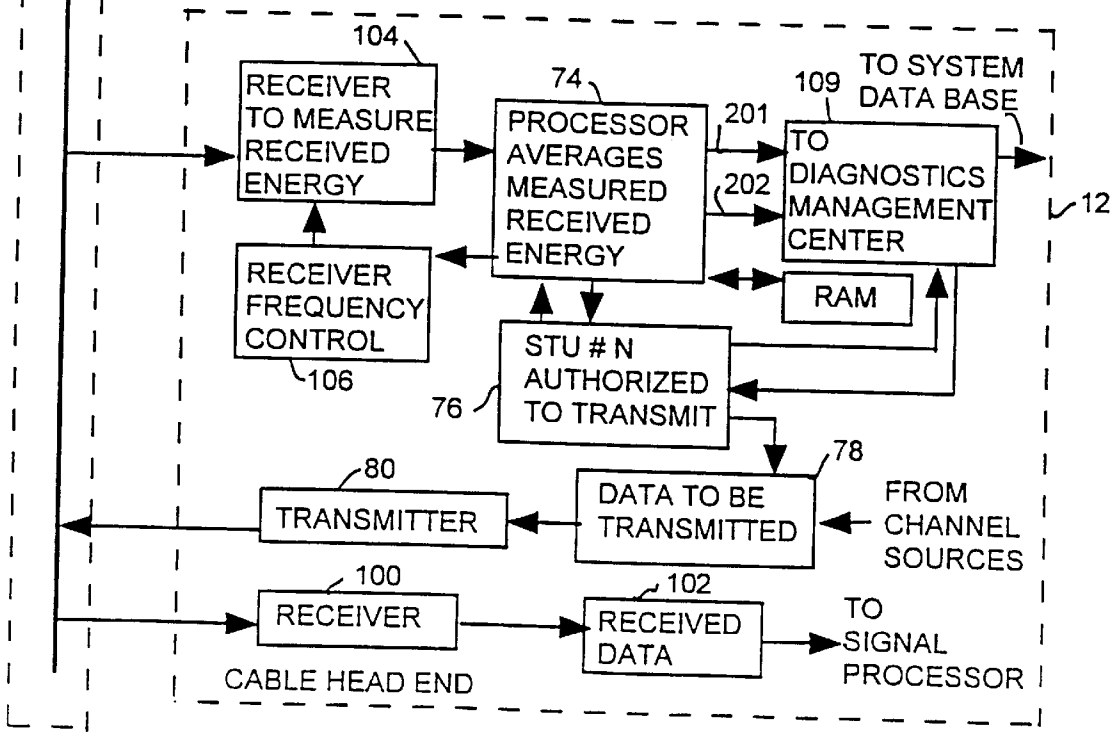 104
RECEIVER
TO MEASURE
RECEIVED
ENERGY
74
PROCESSOR
AVERAGES
MEASURED
RECEIVED
ENERGY
201
202
TO SYSTEM
DATA BASE
109
TO
DIAGNOSTICS
MANAGEMENT
CENTER
12
RECEIVER
FREQUENCY
CONTROL
106
RAM
STU # N
AUTHORIZED
TO TRANSMIT
76
78
80
TRANSMITTER
DATA TO BE
TRANSMITTED
FROM
CHANNEL
SOURCES
100
RECEIVER
102
RECEIVED
DATA
TO
SIGNAL
PROCESSOR
CABLE HEAD END